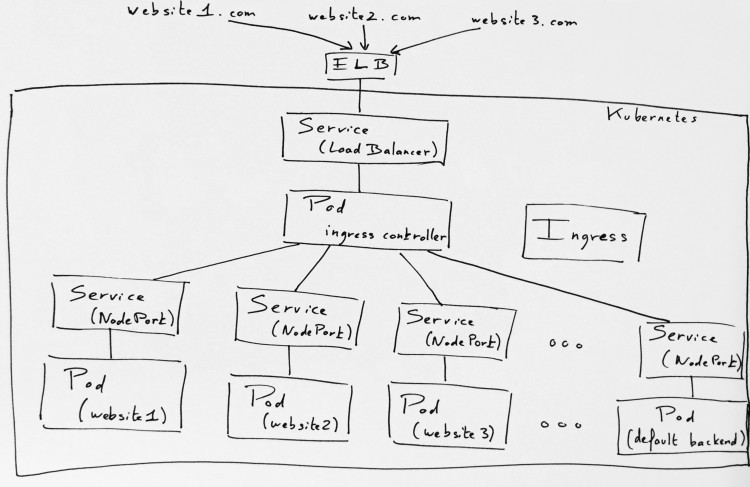 website1.com
website2.com
website3.com
ELB
Kubernetes
Service
(Load Balancer)
Pod
ingress controller
Ingress
Service
(NodePort)
Service
(NodePort)
Service
(NodePort)
ooo
Service
(NodePort)
Pod
(website1)
Pod
(website2)
Pod
(website3)
ooo
Pod
(default backend)